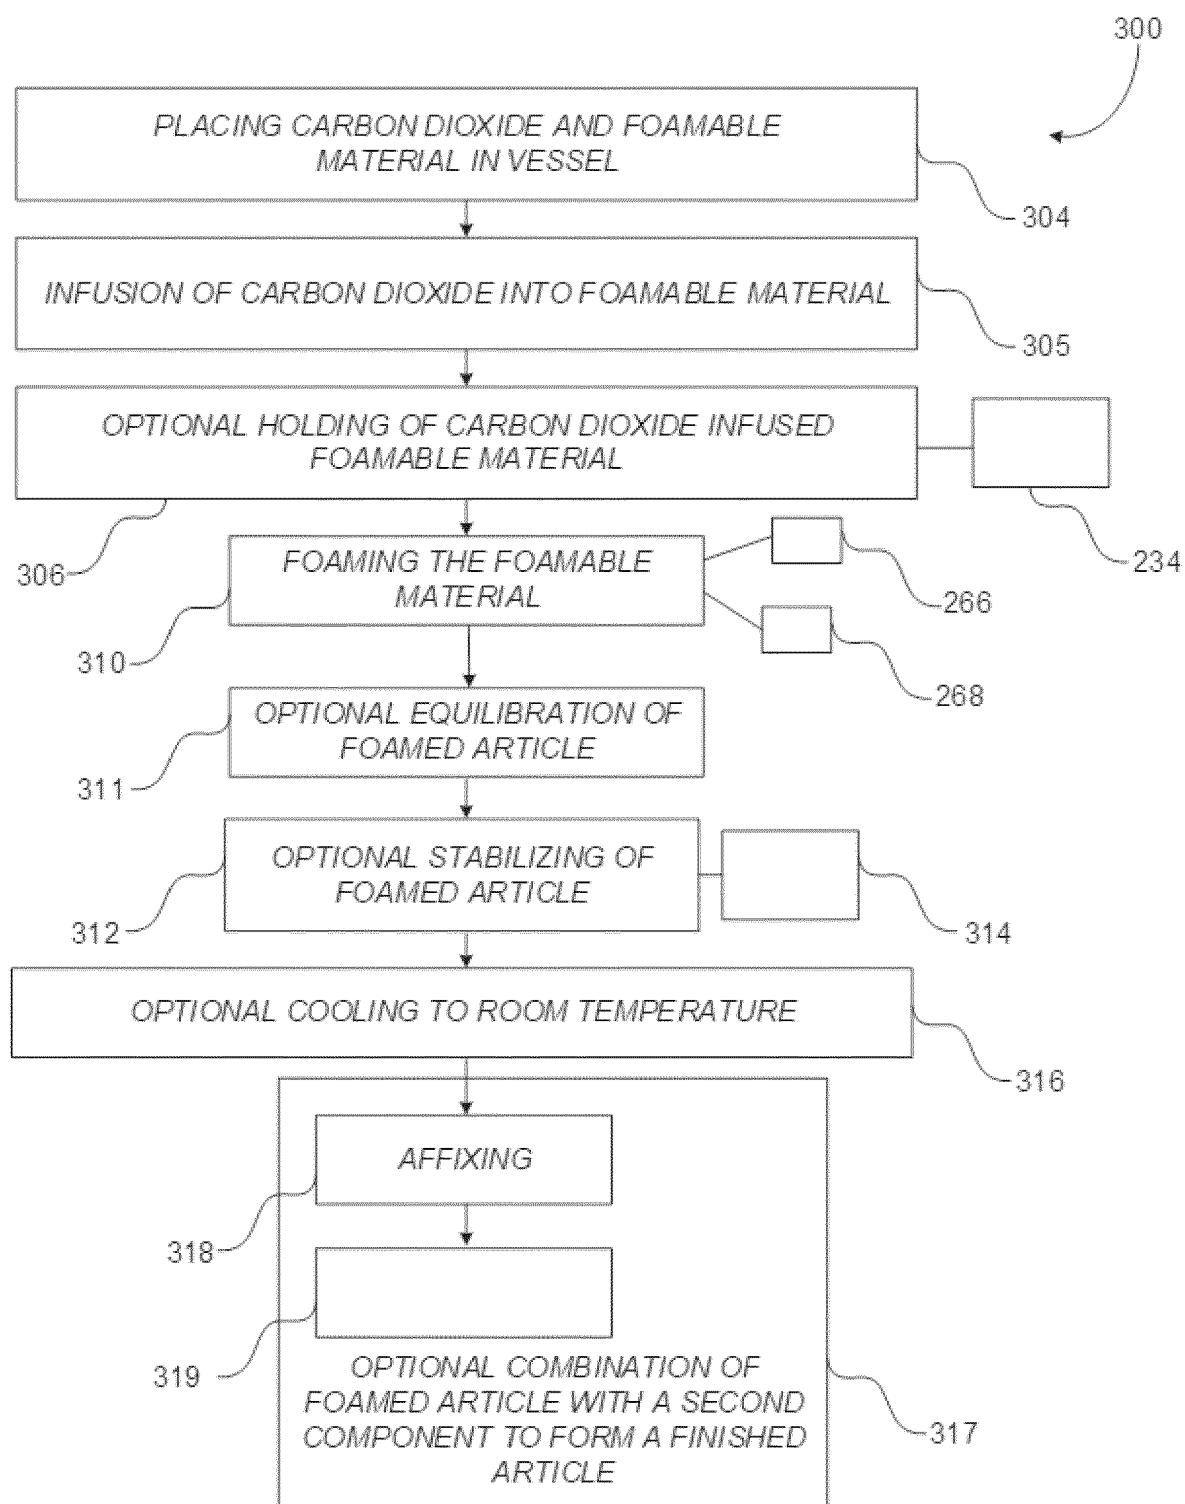 300
PLACING CARBON DIOXIDE AND FOAMABLE
MATERIAL IN VESSEL
304
INFUSION OF CARBON DIOXIDE INTO FOAMABLE MATERIAL
305
OPTIONAL HOLDING OF CARBON DIOXIDE INFUSED
FOAMABLE MATERIAL
306
234
FOAMING THE FOAMABLE
MATERIAL
266
310
268
OPTIONAL EQUILIBRATION OF
FOAMED ARTICLE
311
OPTIONAL STABILIZING OF
FOAMED ARTICLE
312
314
OPTIONAL COOLING TO ROOM TEMPERATURE
316
AFFIXING
318
319
OPTIONAL COMBINATION OF
FOAMED ARTICLE WITH A SECOND
COMPONENT TO FORM A FINISHED
ARTICLE
317